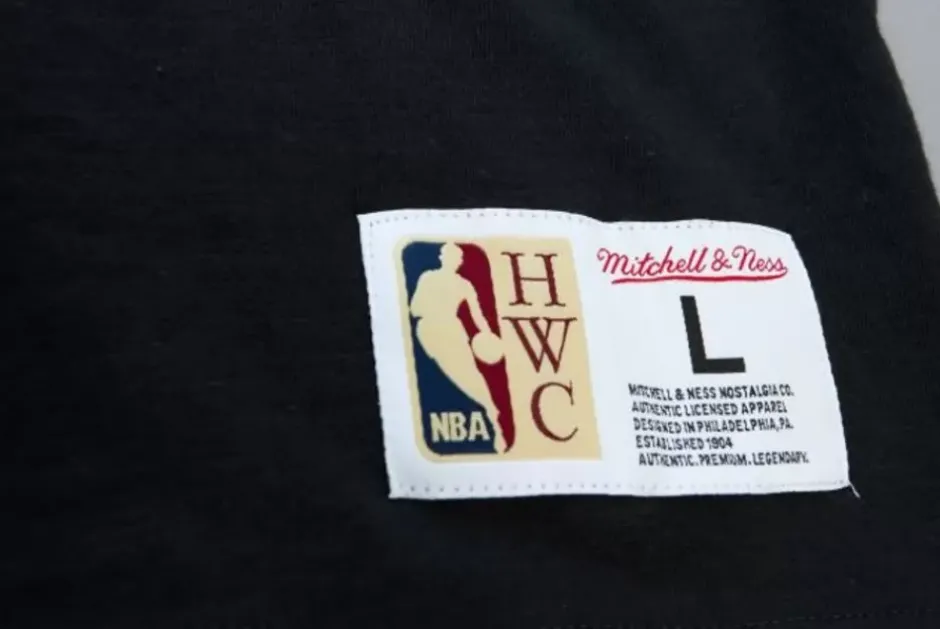 NBA
H
W
C
Mitchell & Ness
L
MITCHELL & NESS NOSTALGIA CO.
AUTHENTIC LICENSED APPAREL
DESIGNED IN PHILADELPHIA, PA.
ESTABLISHED 1904
AUTHENTIC. PREMIUM. LEGENDARY.